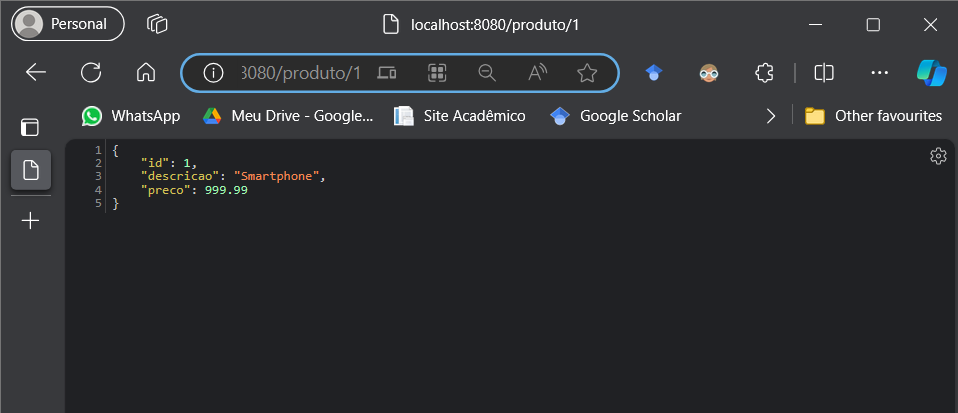 Personal
localhost:8080/produto/1
:8080/produto/1
WhatsApp
Meu Drive - Google...
Site Acadêmico
Google Scholar
Other favourites
1 {
2 "id": 1,
3 "descricao": "Smartphone",
4 "preco": 999.99
5 }